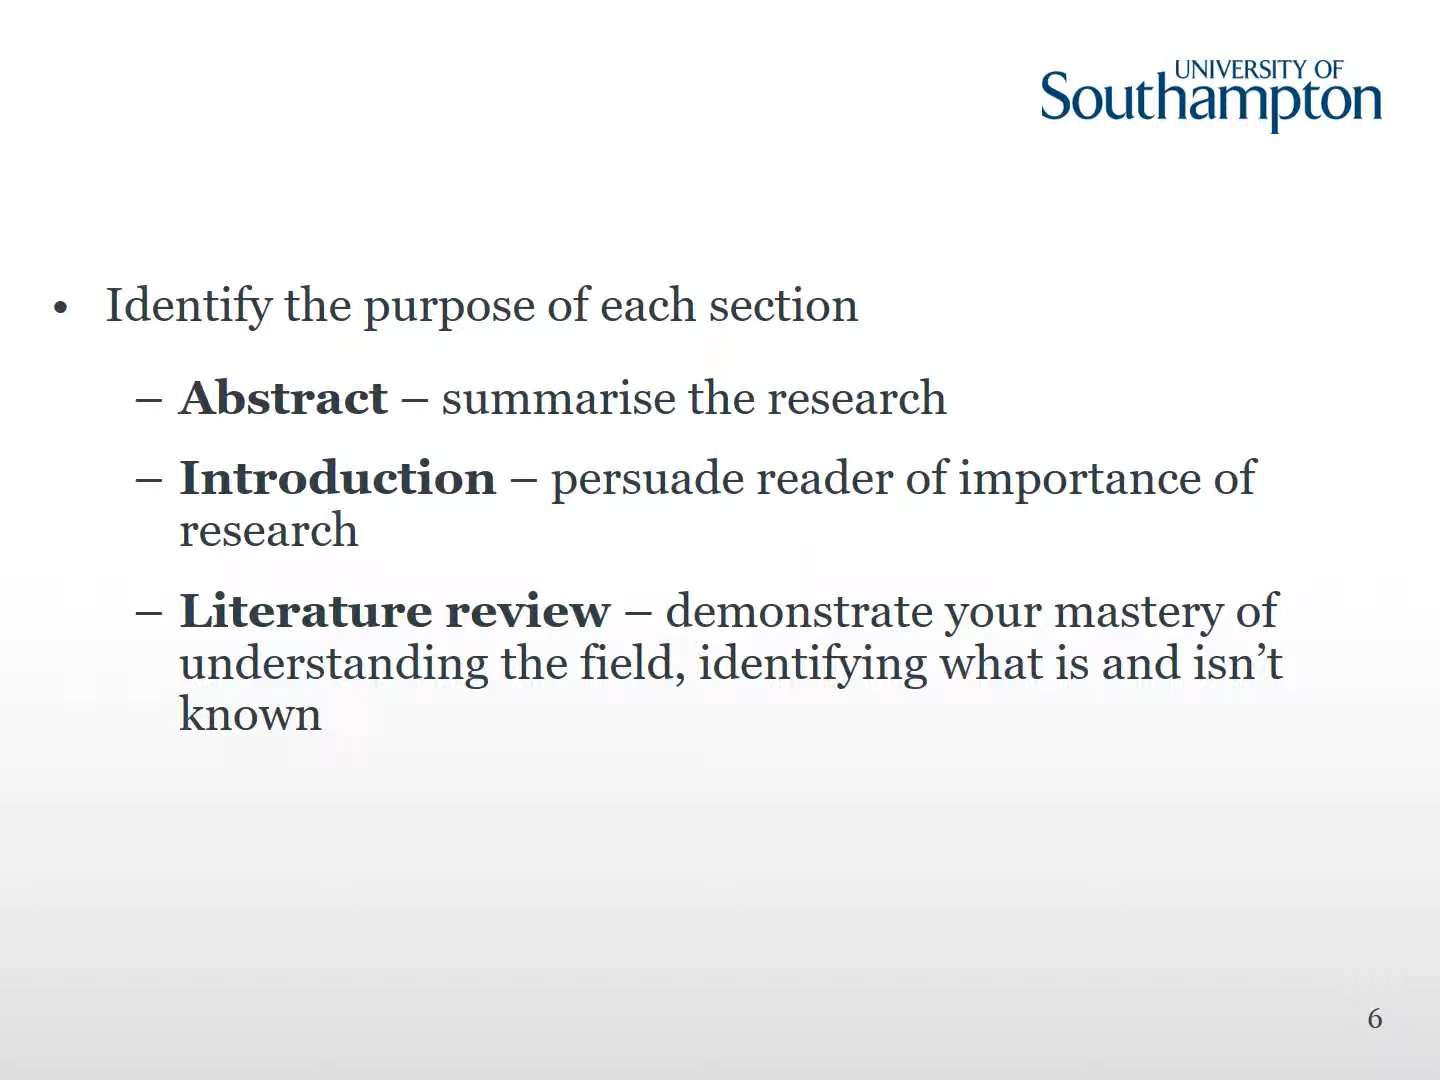 UNIVERSITY OF
Southampton
• Identify the purpose of each section
– Abstract – summarise the research
– Introduction – persuade reader of importance of
research
– Literature review – demonstrate your mastery of
understanding the field, identifying what is and isn’t
known
6